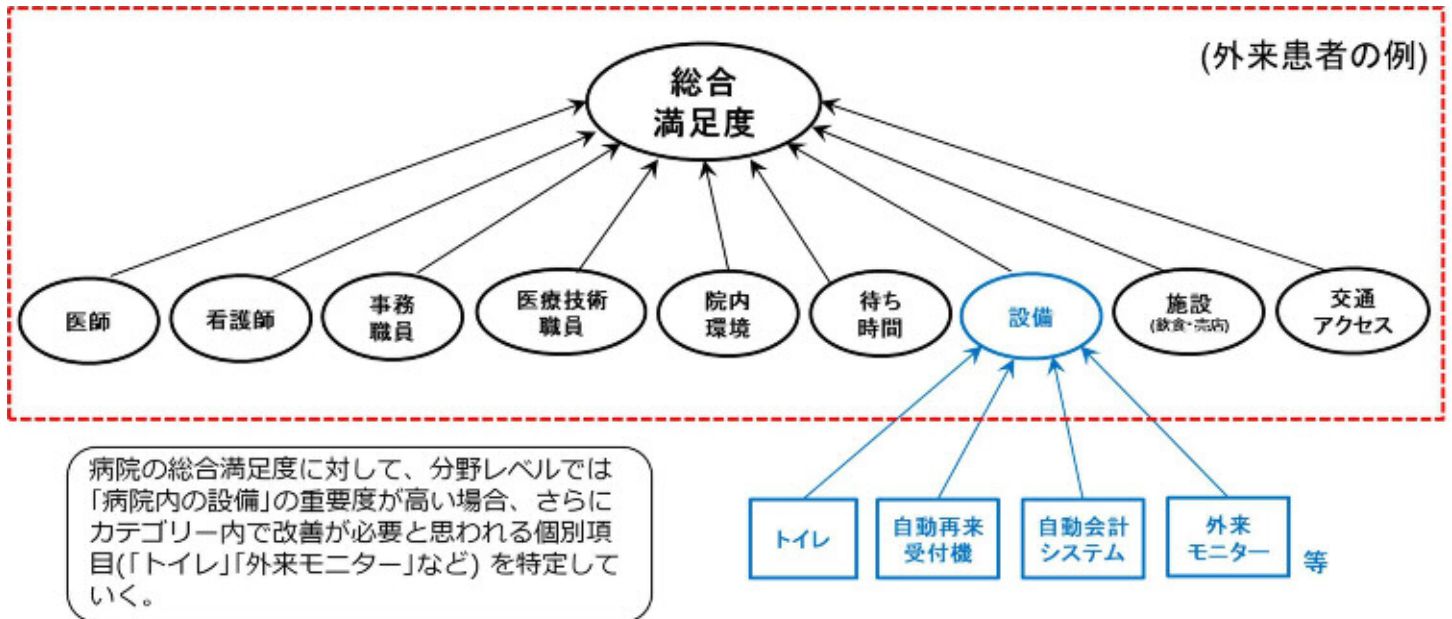 (外来患者の例)
総合
満足度
医師
看護師
事務
職員
医療技術
職員
院内
環境
待ち
時間
設備
施設
(飲食・売店)
交通
アクセス
病院の総合満足度に対して、分野レベルでは
「病院内の設備」の重要度が高い場合、さらに
カテゴリー内で改善が必要と思われる個別項
目(「トイレ」「外来モニター」など) を特定して
いく。
トイレ
自動再来
受付機
自動会計
システム
外来
モニター
等